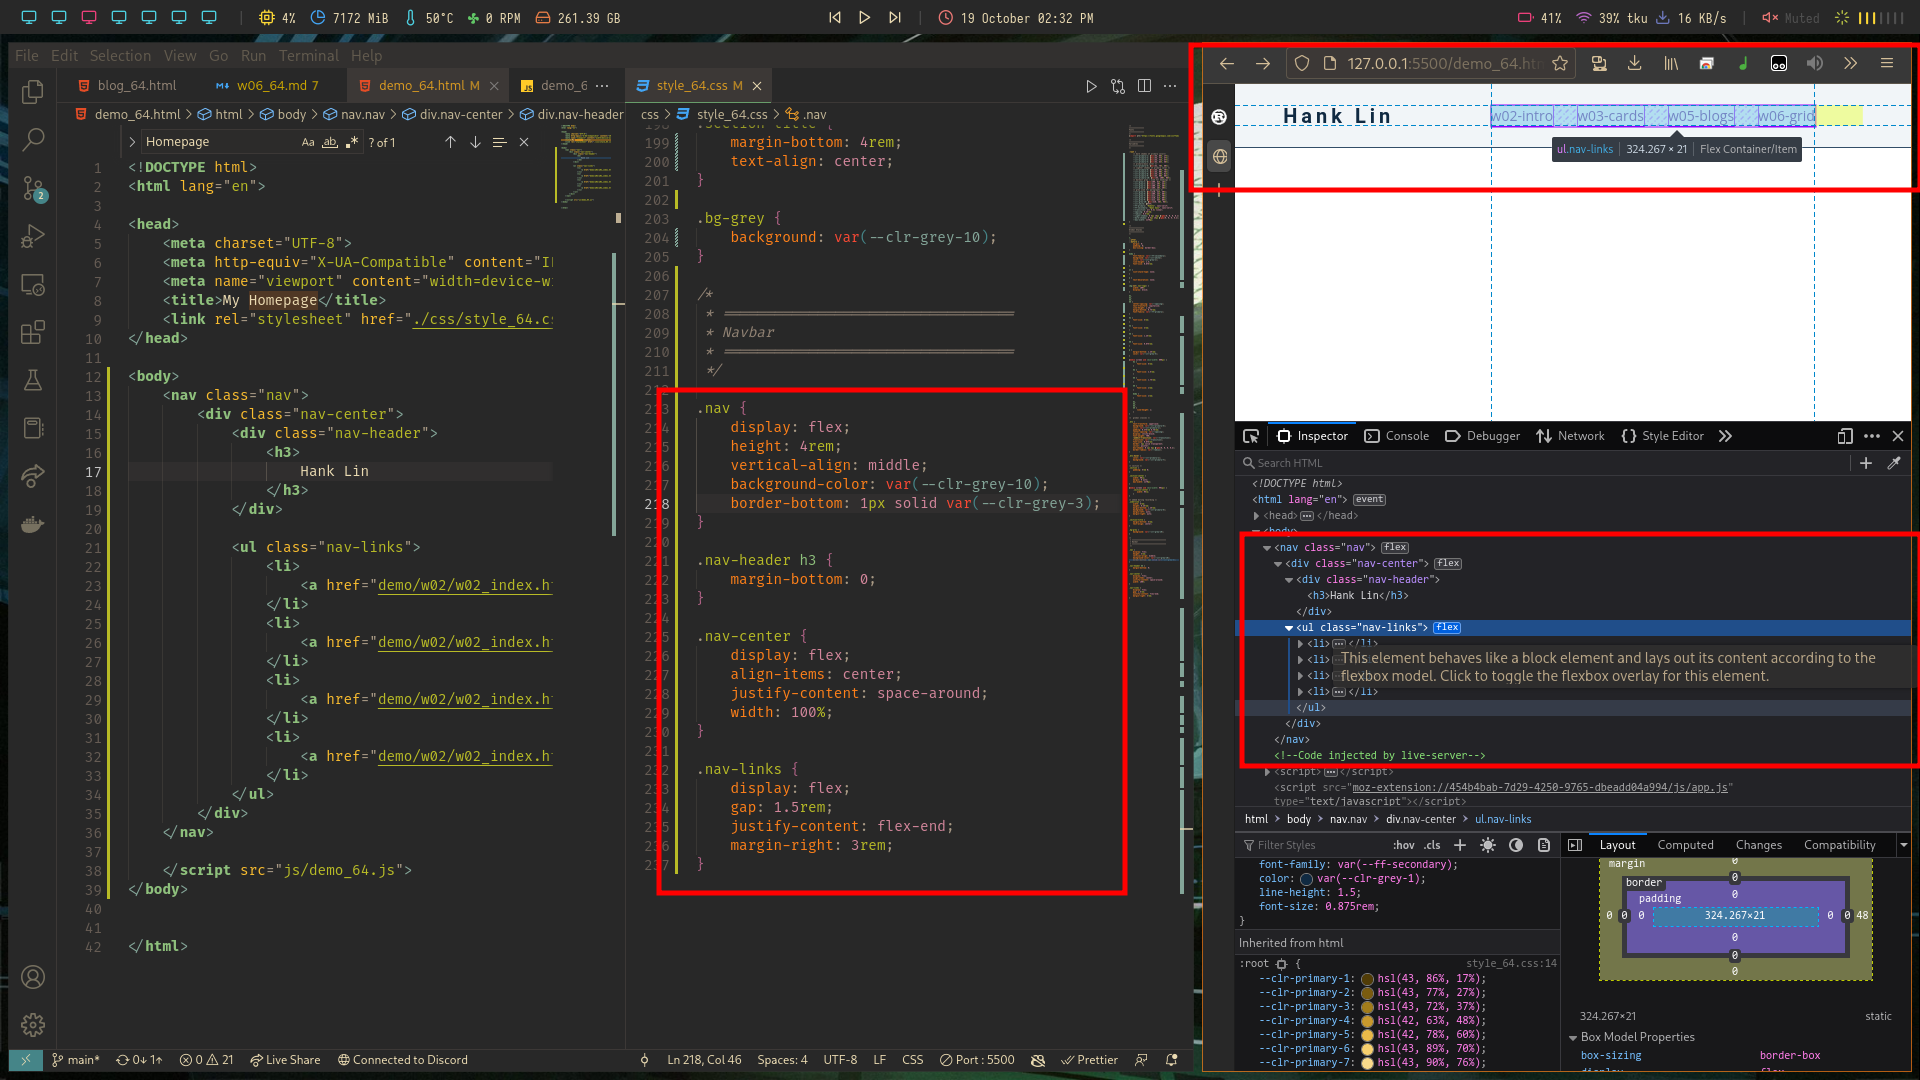 4% 7172 MiB 50°C 0 RPM 261.39 GB
19 October 02:32 PM
41% 39% tku 16 KB/s Muted
File Edit Selection View Go Run Terminal Help
blog_64.html w06_64.md 7 demo_64.html M demo_6
style_64.css M
demo_64.html > html > body > nav.nav > div.nav-center > div.nav-header
css > style_64.css > .nav
Homepage Aa ab .* ? of 1
1 <!DOCTYPE html>
2 <html lang="en">
3
4 <head>
5 <meta charset="UTF-8">
6 <meta http-equiv="X-UA-Compatible" content="IE
7 <meta name="viewport" content="width=device-w
8 <title>My Homepage</title>
9 <link rel="stylesheet" href="./css/style_64.cs
10 </head>
11
12 <body>
13 <nav class="nav">
14 <div class="nav-center">
15 <div class="nav-header">
16 <h3>
17 Hank Lin
18 </h3>
19 </div>
20
21 <ul class="nav-links">
22 <li>
23 <a href="demo/w02/w02_index.h
24 </li>
25 <li>
26 <a href="demo/w02/w02_index.h
27 </li>
28 <li>
29 <a href="demo/w02/w02_index.h
30 </li>
31 <li>
32 <a href="demo/w02/w02_index.h
33 </li>
34 </ul>
35 </div>
36 </nav>
37
38 </script src="js/demo_64.js">
39 </body>
40
41
42 </html>
199 margin-bottom: 4rem;
200 text-align: center;
201 }
202
203 .bg-grey {
204 background: var(--clr-grey-10);
205 }
206
207 /*
208 * ==================================
209 * Navbar
210 * ==================================
211 */
212
213 .nav {
214 display: flex;
215 height: 4rem;
216 vertical-align: middle;
217 background-color: var(--clr-grey-10);
218 border-bottom: 1px solid var(--clr-grey-3);
219 }
220
221 .nav-header h3 {
222 margin-bottom: 0;
223 }
224
225 .nav-center {
226 display: flex;
227 align-items: center;
228 justify-content: space-around;
229 width: 100%;
230 }
231
232 .nav-links {
233 display: flex;
234 gap: 1.5rem;
235 justify-content: flex-end;
236 margin-right: 3rem;
237 }
2
main* 0↓ 1↑ 0 21 Live Share Connected to Discord
Ln 218, Col 46 Spaces: 4 UTF-8 LF CSS Port : 5500 Prettier
127.0.0.1:5500/demo_64.htm
Hank Lin w02-intro w03-cards w05-blogs w06-grid
ul.nav-links 324.267 × 21 Flex Container/Item
Inspector Console Debugger Network Style Editor
Search HTML
<!DOCTYPE html>
<html lang="en"> event
<head> </head>
<body>
<nav class="nav"> flex
<div class="nav-center"> flex
<div class="nav-header">
<h3>Hank Lin</h3>
</div>
<ul class="nav-links"> flex
<li> </li>
<li>
<li>
<li> </li>
This element behaves like a block element and lays out its content according to the
flexbox model. Click to toggle the flexbox overlay for this element.
</ul>
</div>
</nav>
<!--Code injected by live-server-->
<script> </script>
<script src="moz-extension://454b4bab-7d29-4250-9765-dbeadd04a994/js/app.js"
type="text/javascript"></script>
html > body > nav.nav > div.nav-center > ul.nav-links
Filter Styles :hov .cls
Layout Computed Changes Compatibility
font-family: var(--ff-secondary);
color: var(--clr-grey-1);
line-height: 1.5;
font-size: 0.875rem;
}
Inherited from html
:root { style_64.css:14
--clr-primary-1: hsl(43, 86%, 17%);
--clr-primary-2: hsl(43, 77%, 27%);
--clr-primary-3: hsl(43, 72%, 37%);
--clr-primary-4: hsl(42, 63%, 48%);
--clr-primary-5: hsl(42, 78%, 60%);
--clr-primary-6: hsl(43, 89%, 70%);
--clr-primary-7: hsl(43, 90%, 76%);
margin 0
border 0
padding 0
0 0 0 324.267×21 0 0 48
0
0
0
324.267×21 static
Box Model Properties
box-sizing border-box